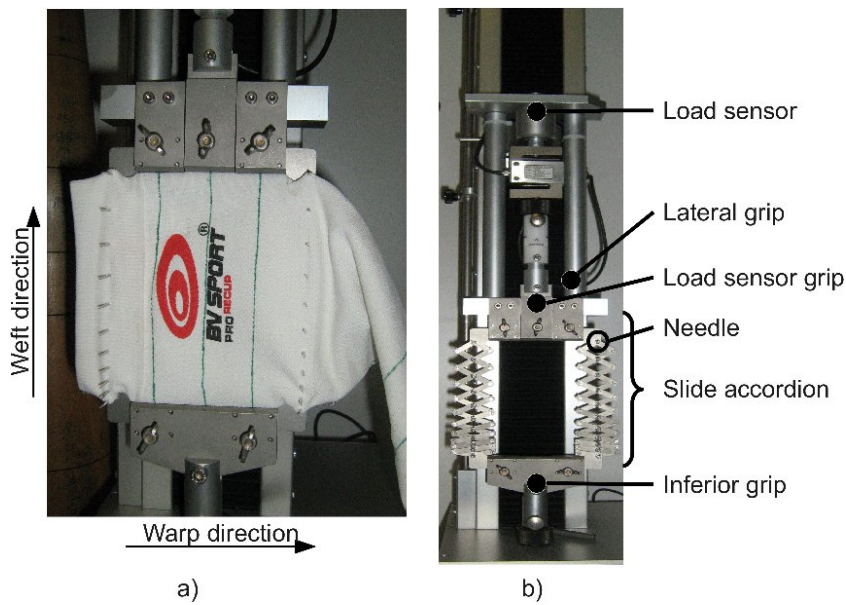 Weft direction
BV SPORT®
PRO RECUP
Warp direction
a)
Load sensor
Lateral grip
Load sensor grip
Needle
Slide accordion
Inferior grip
b)